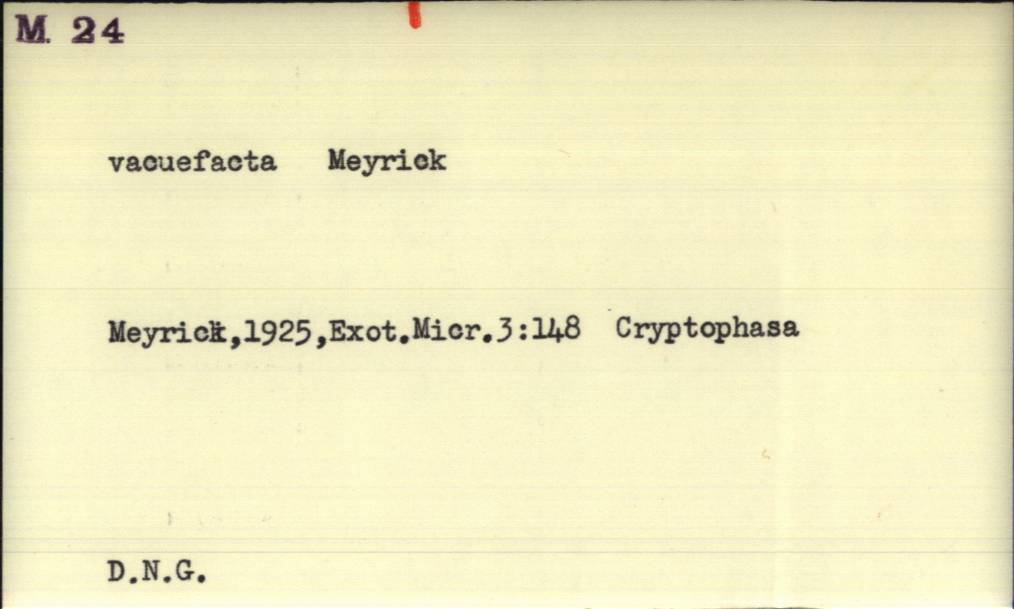 M. 24
vacuefacta Meyrick
Meyrick,1925,Exot.Micr.3:148 Cryptophasa
D.N.G.